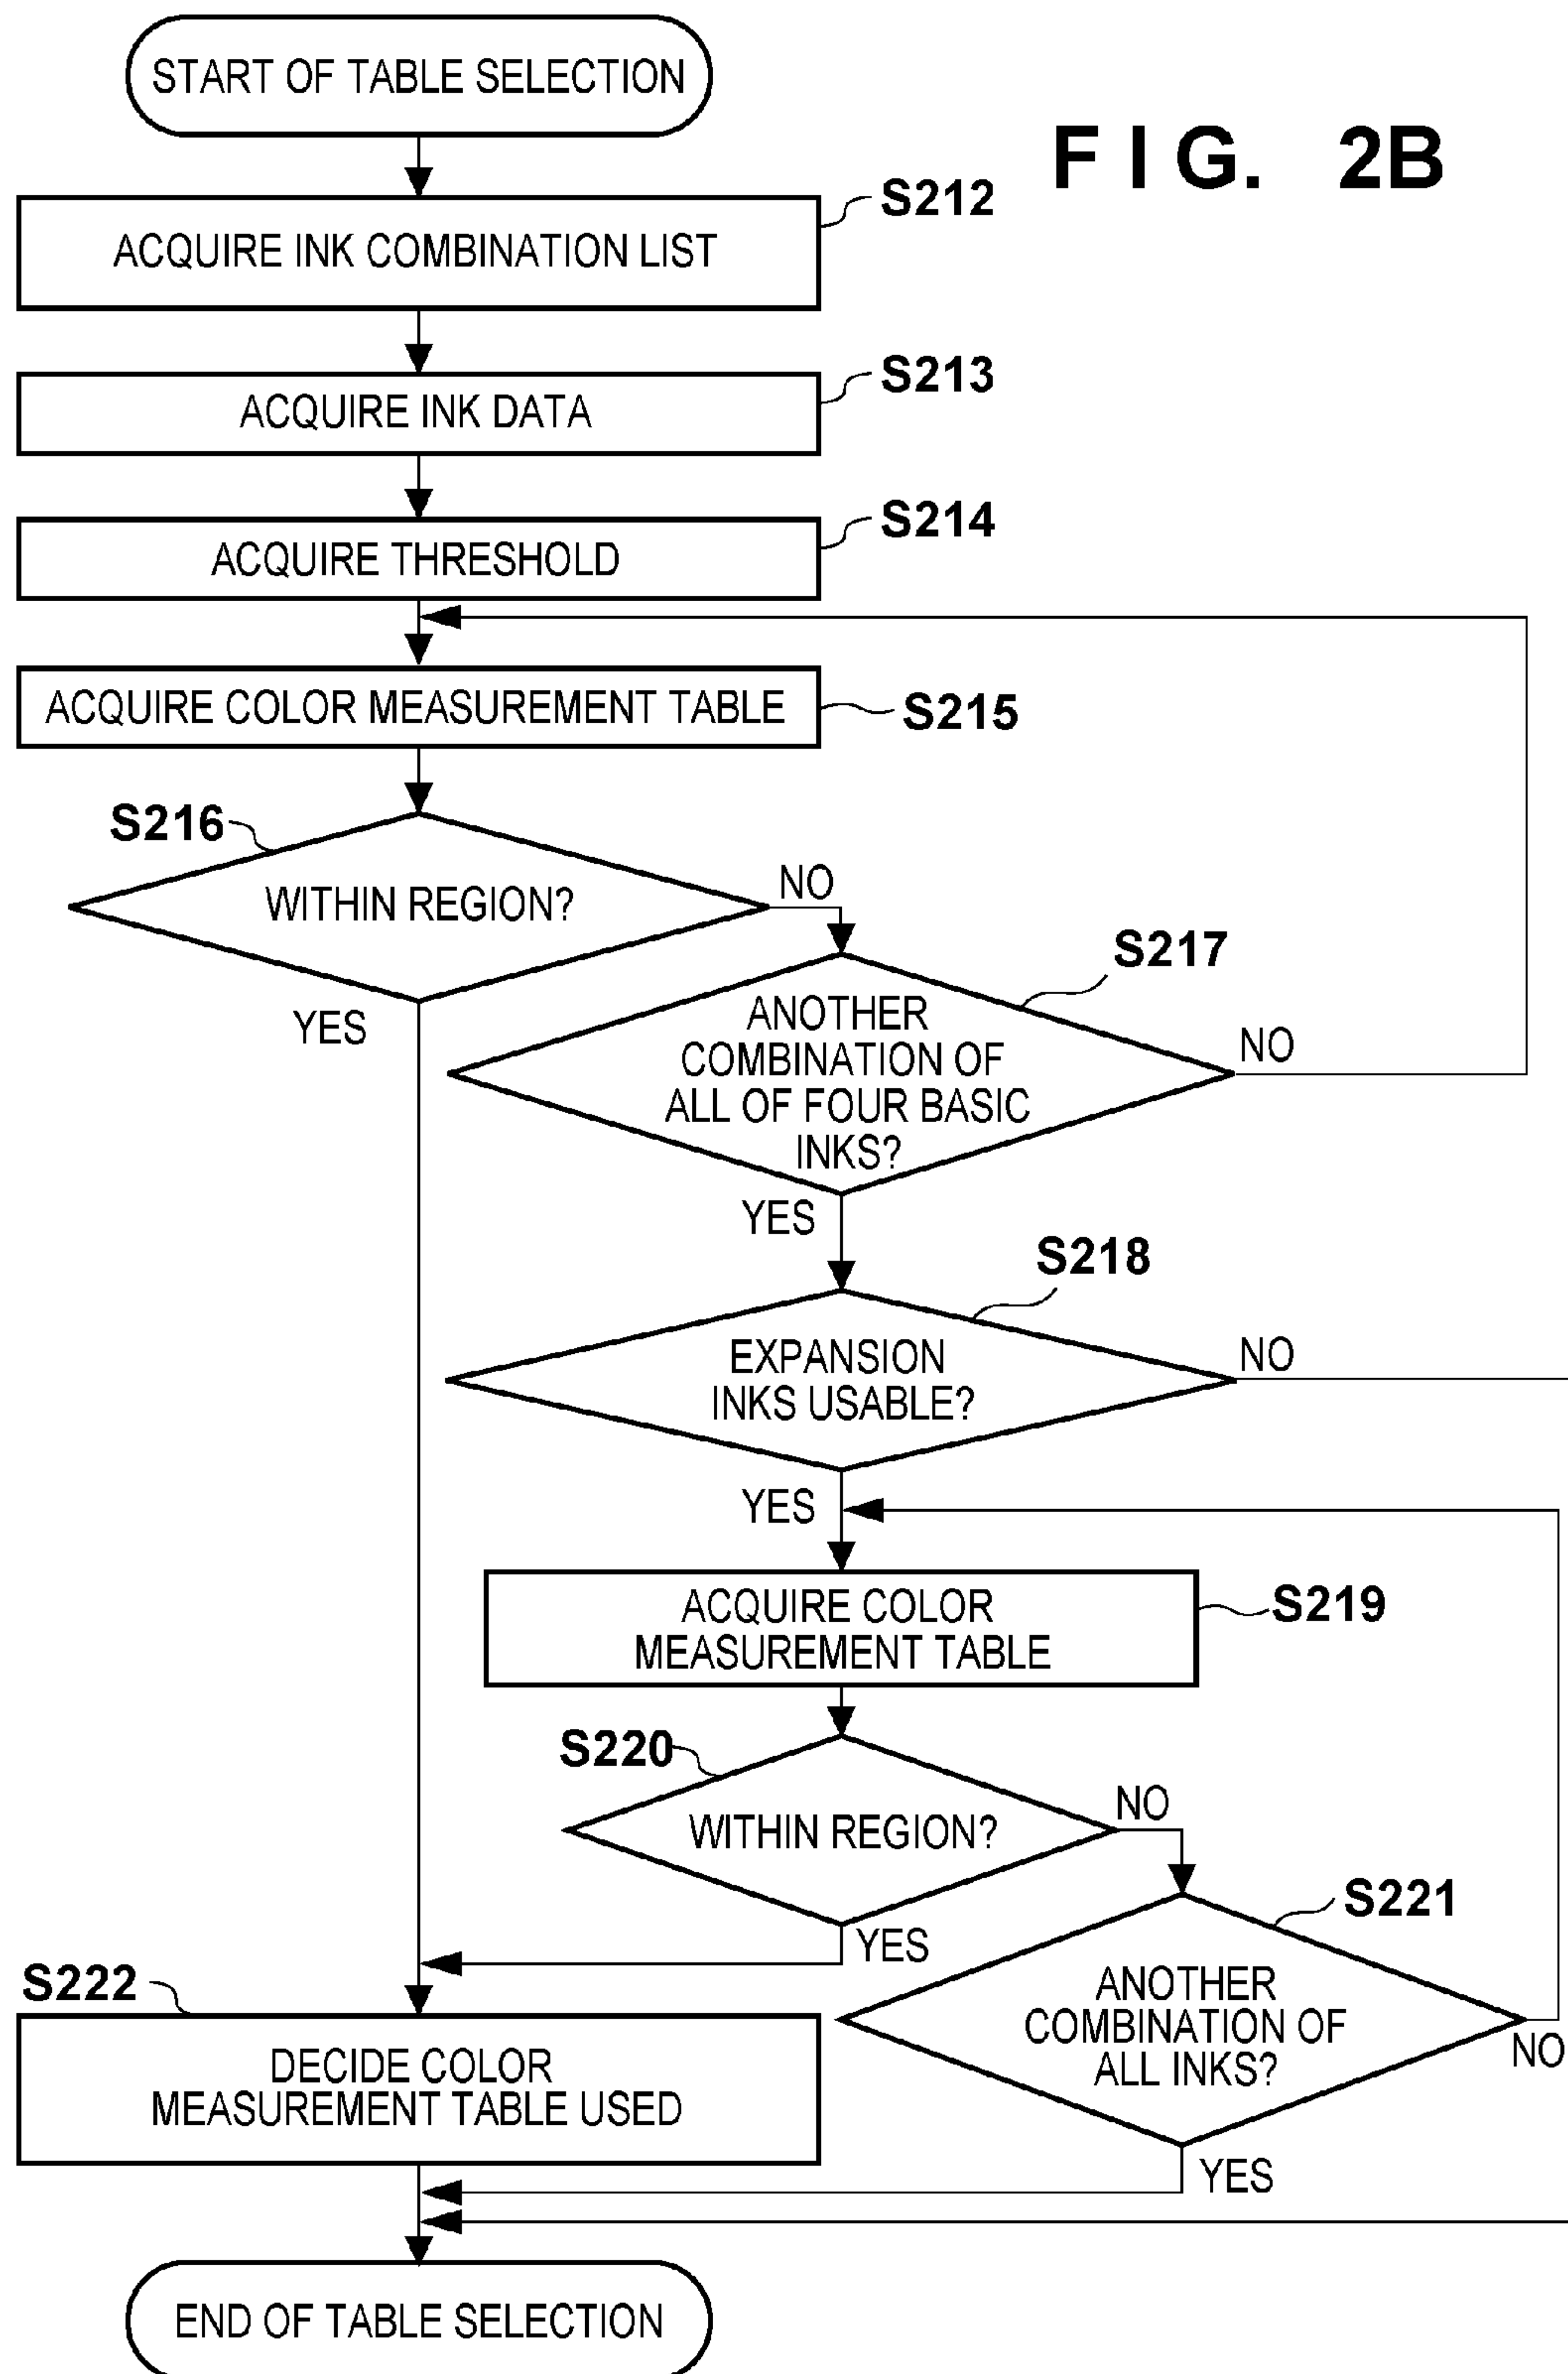 START OF TABLE SELECTION
FIG. 2B
S212
ACQUIRE INK COMBINATION LIST
S213
ACQUIRE INK DATA
S214
ACQUIRE THRESHOLD
ACQUIRE COLOR MEASUREMENT TABLE
S215
S216
WITHIN REGION?
NO
YES
S217
ANOTHER
COMBINATION OF
ALL OF FOUR BASIC
INKS?
NO
YES
S218
EXPANSION
INKS USABLE?
NO
YES
ACQUIRE COLOR
MEASUREMENT TABLE
S219
S220
WITHIN REGION?
NO
YES
S221
ANOTHER
COMBINATION OF
ALL INKS?
NO
YES
S222
DECIDE COLOR
MEASUREMENT TABLE USED
END OF TABLE SELECTION